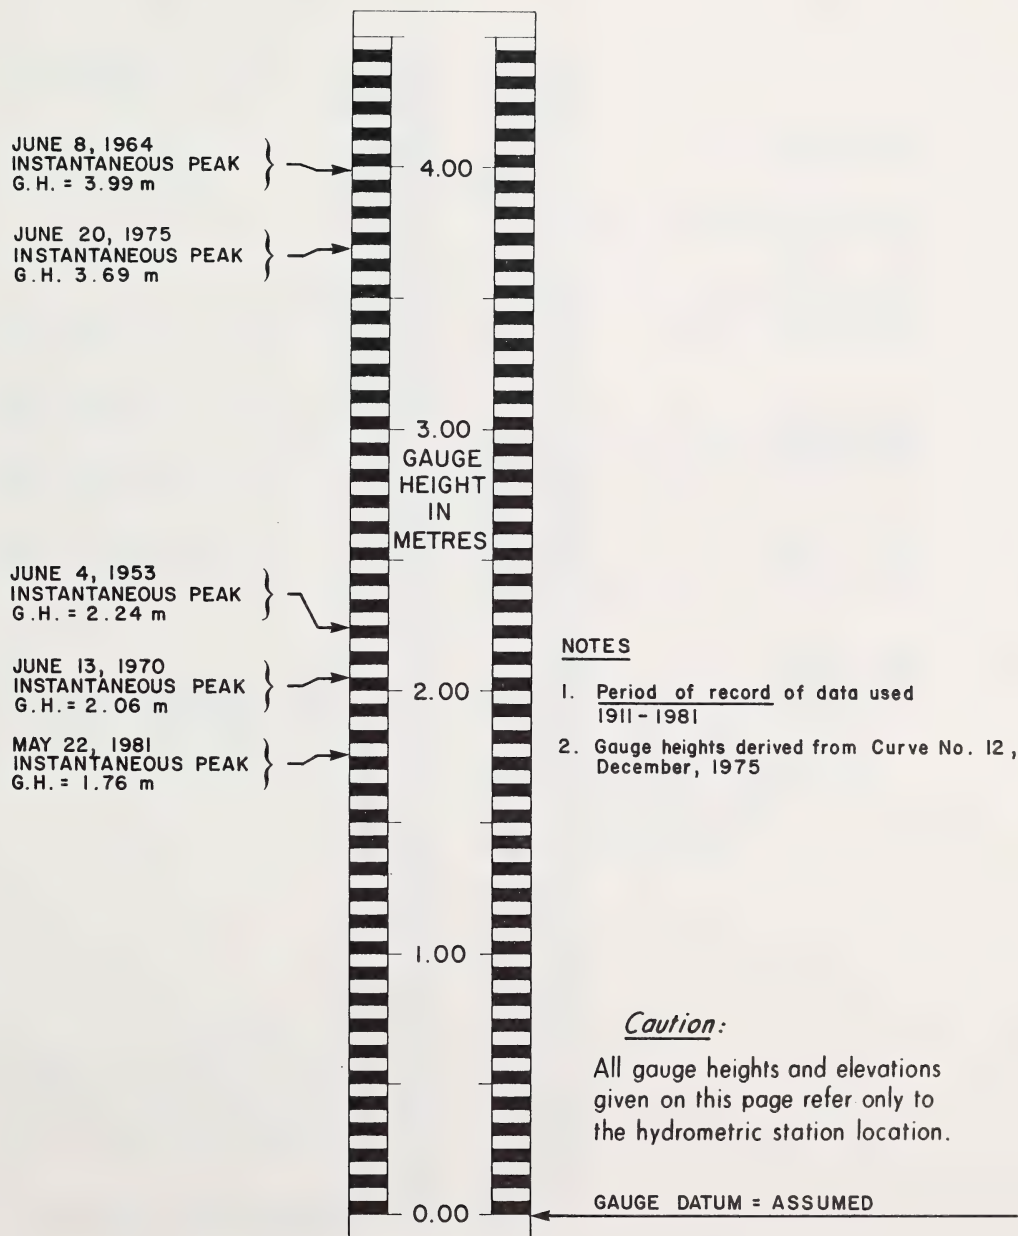 JUNE 8, 1964
INSTANTANEOUS PEAK
G.H. = 3.99 m
4.00
JUNE 20, 1975
INSTANTANEOUS PEAK
G.H. 3.69 m
3.00
GAUGE
HEIGHT
IN
METRES
JUNE 4, 1953
INSTANTANEOUS PEAK
G.H. = 2.24 m
JUNE 13, 1970
INSTANTANEOUS PEAK
G.H. = 2.06 m
2.00
MAY 22, 1981
INSTANTANEOUS PEAK
G.H. = 1.76 m
NOTES
1. Period of record of data used
1911-1981
2. Gauge heights derived from Curve No. 12,
December, 1975
1.00
Caution:
All gauge heights and elevations
given on this page refer only to
the hydrometric station location.
GAUGE DATUM = ASSUMED
0.00